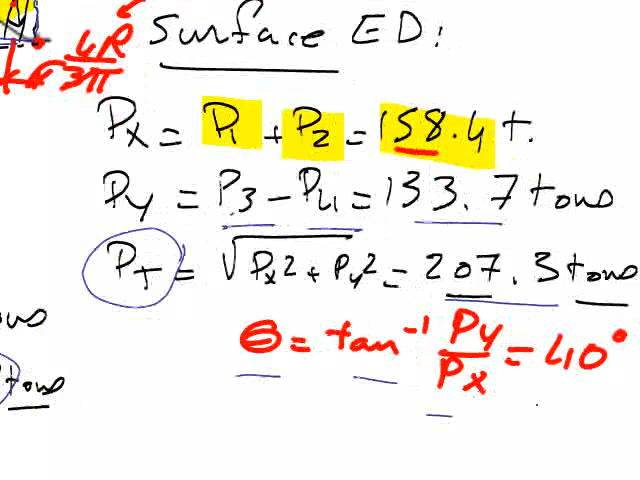 Surface ED:
4R
3π
Px = P1 + P2 = 158.4 t.
Py = P3 - P4 = 133.7 tons
PT = √Px2 + Py2 = 207.3 tons
θ = tan-1 Py/Px = 40°
tons